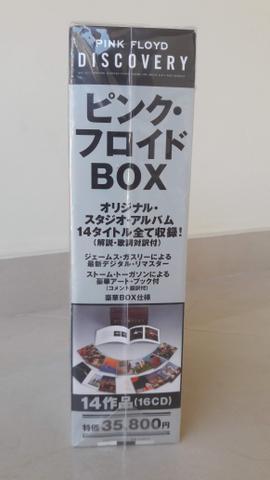 PINK FLOYD
DISCOVERY
ピンク・
フロイド
BOX
オリジナル・
スタジオ・アルバム
14タイトル全て収録!
(解説・歌詞対訳付)
ジェームス・ガスリーによる
最新デジタル・リマスター
ストーム・トーガソンによる
豪華アート・ブック付
(コメント翻訳付)
豪華BOX仕様
14作品(16CD)
特価35,800円